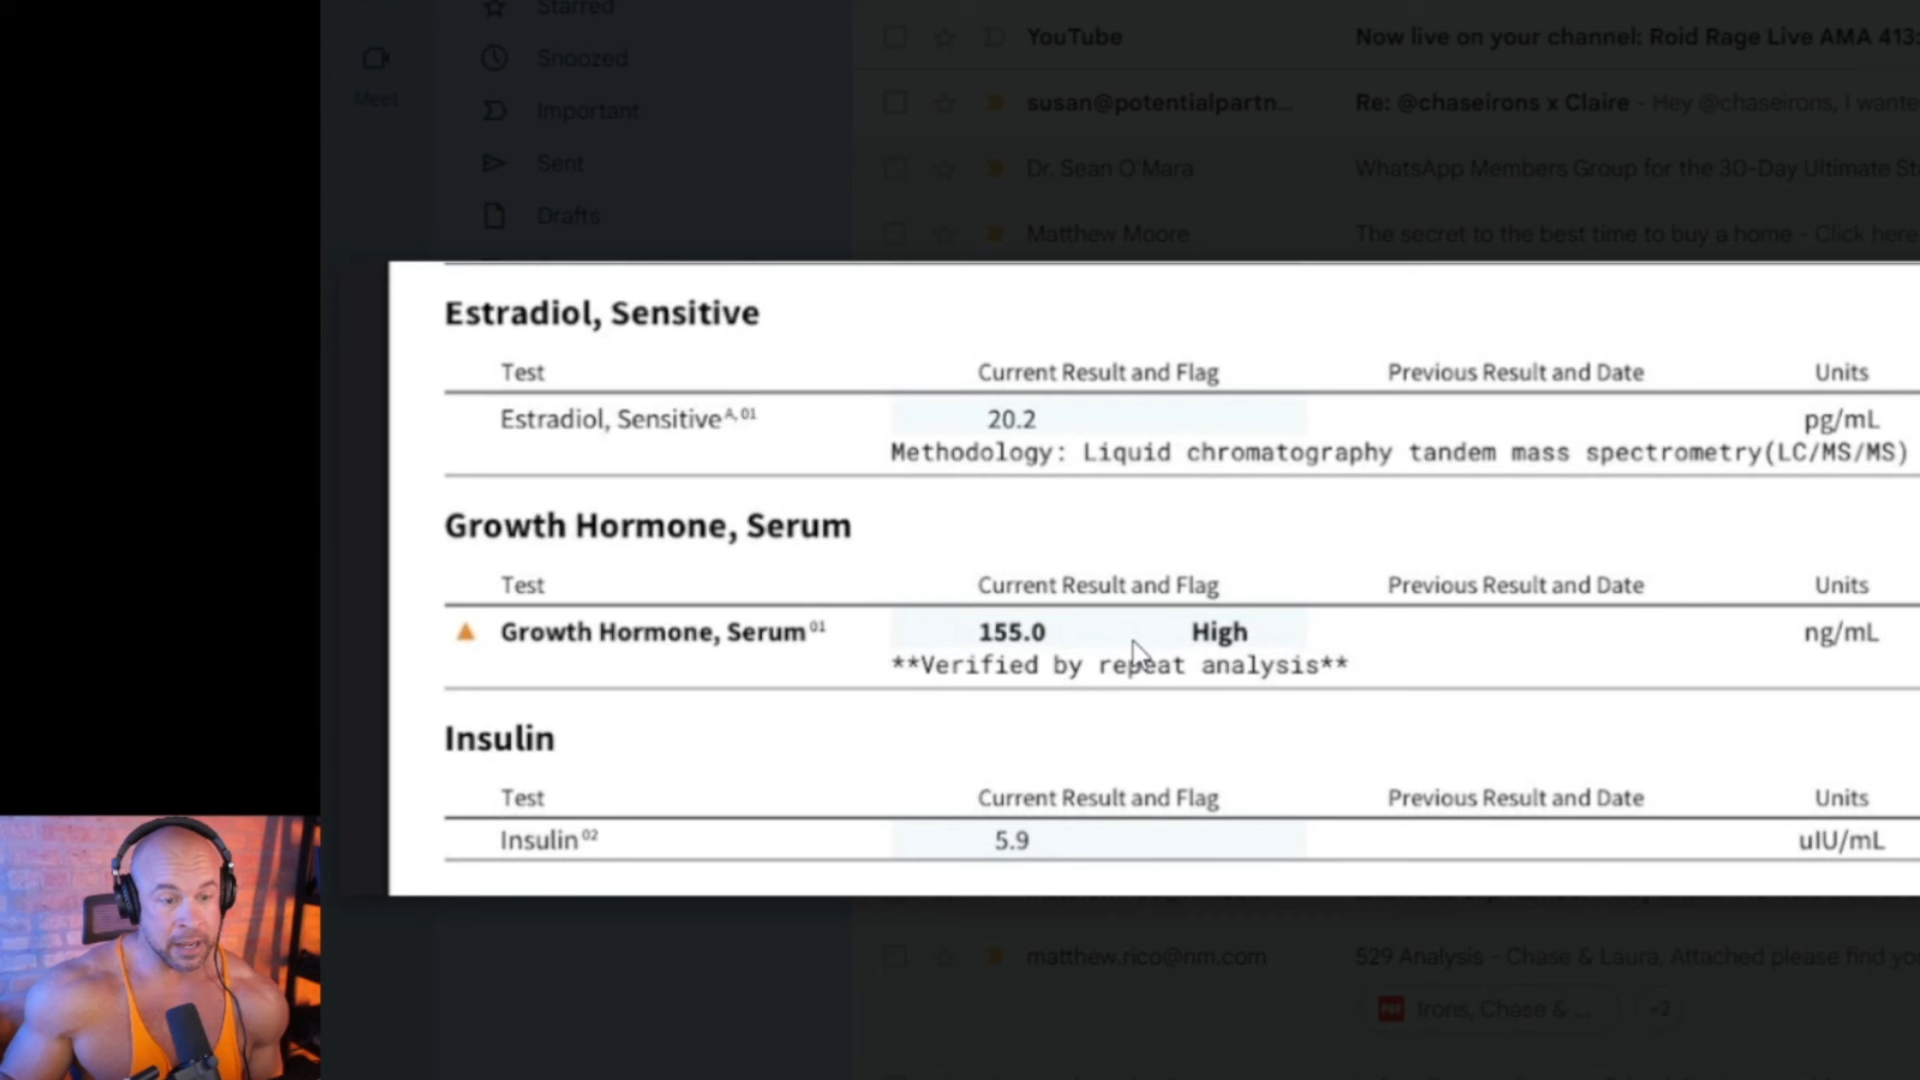 Starred
YouTube
Now live on your channel: Roid Rage Live AMA 413:
Meet
Snoozed
Important
susan@potentialpartn...
Re: @chaseirons x Claire - Hey @chaseirons, I wante
Sent
Dr. Sean O'Mara
WhatsApp Members Group for the 30-Day Ultimate St
Drafts
Matthew Moore
The secret to the best time to buy a home - Click here
Estradiol, Sensitive
Test Current Result and Flag Previous Result and Date Units
Estradiol, Sensitive A, 01 20.2 pg/mL
Methodology: Liquid chromatography tandem mass spectrometry(LC/MS/MS)
Growth Hormone, Serum
Test Current Result and Flag Previous Result and Date Units
Growth Hormone, Serum 01 155.0 High ng/mL
**Verified by repeat analysis**
Insulin
Test Current Result and Flag Previous Result and Date Units
Insulin 02 5.9 uIU/mL
matthew.rico@nm.com
529 Analysis - Chase & Laura, Attached please find yo
PDF Irons, Chase & ... +2